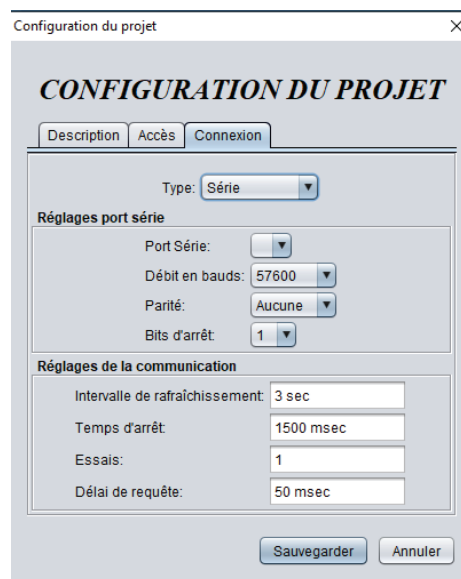 Configuration du projet
CONFIGURATION DU PROJET
Description Accès Connexion
Type: Série
Réglages port série
Port Série:
Débit en bauds: 57600
Parité: Aucune
Bits d'arrêt: 1
Réglages de la communication
Intervalle de rafraîchissement: 3 sec
Temps d'arrêt: 1500 msec
Essais: 1
Délai de requête: 50 msec
Sauvegarder Annuler